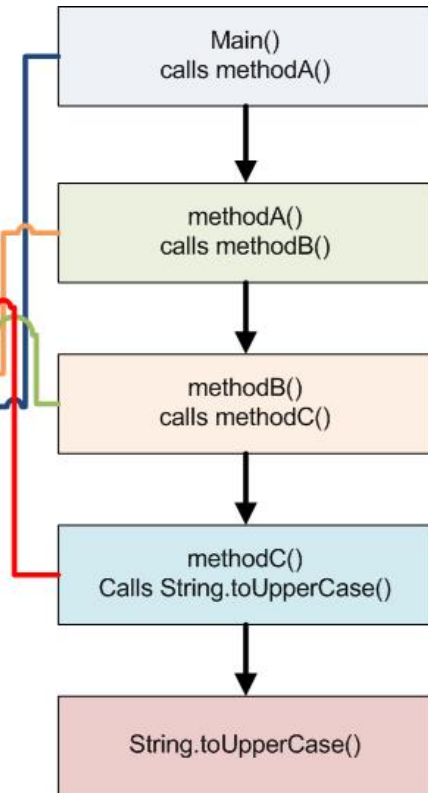 Main()
calls methodA()
methodA()
calls methodB()
methodB()
calls methodC()
methodC()
Calls String.toUpperCase()
String.toUpperCase()